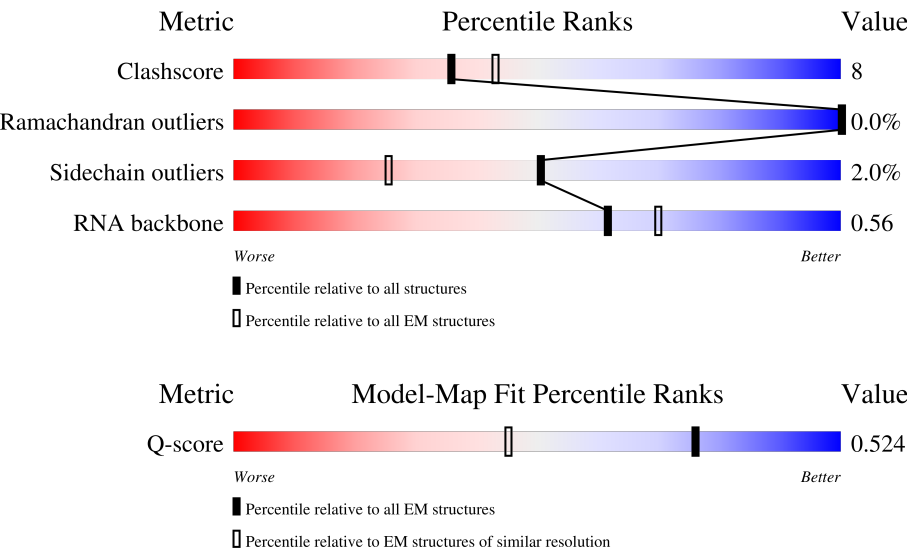 Metric Percentile Ranks Value
Clashscore 8
Ramachandran outliers 0.0%
Sidechain outliers 2.0%
RNA backbone 0.56
Worse Better
Percentile relative to all structures
Percentile relative to all EM structures
Metric Model-Map Fit Percentile Ranks Value
Q-score 0.524
Worse Better
Percentile relative to all EM structures
Percentile relative to EM structures of similar resolution